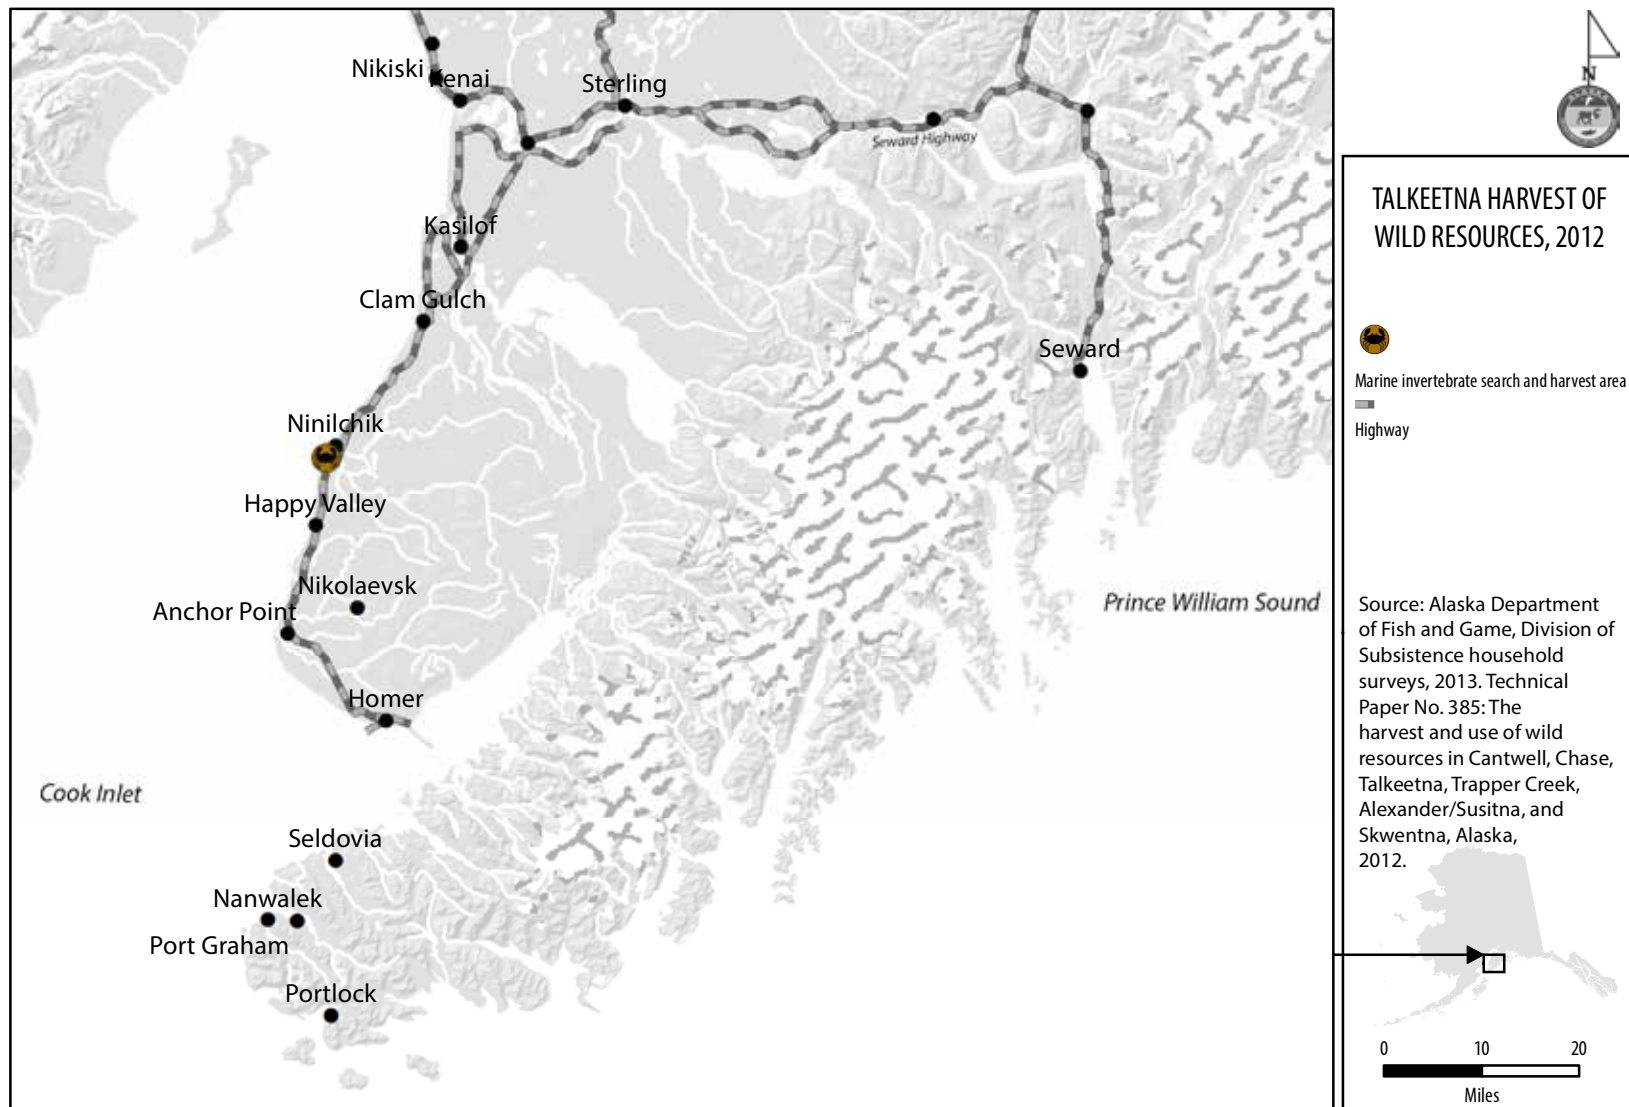 Nikiski
Kenai
Sterling
Seward Highway
Kasilof
Clam Gulch
Seward
Ninilchik
Happy Valley
Nikolaevsk
Anchor Point
Prince William Sound
Homer
Cook Inlet
Seldovia
Nanwalek
Port Graham
Portlock
N
ALASKA
TALKEETNA HARVEST OF
WILD RESOURCES, 2012
Marine invertebrate search and harvest area
Highway
Source: Alaska Department
of Fish and Game, Division of
Subsistence household
surveys, 2013. Technical
Paper No. 385: The
harvest and use of wild
resources in Cantwell, Chase,
Talkeetna, Trapper Creek,
Alexander/Susitna, and
Skwentna, Alaska,
2012.
0 10 20
Miles